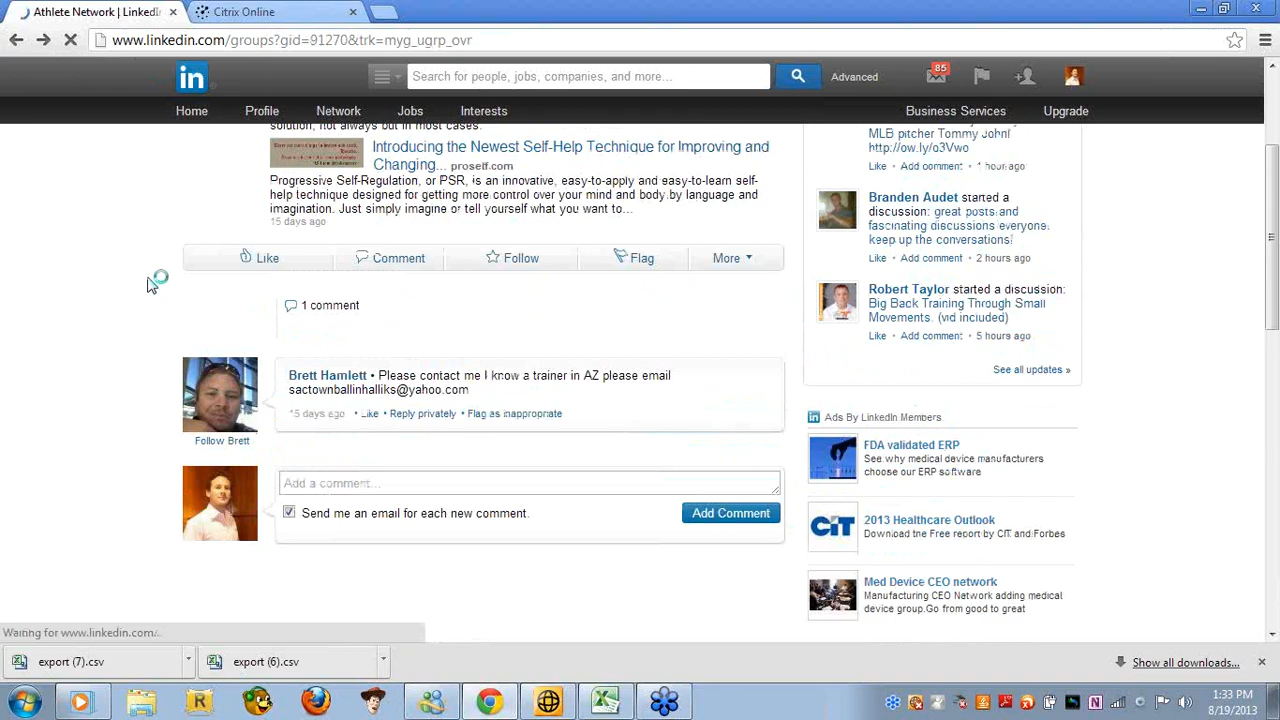 Athlete Network | LinkedI
Citrix Online
www.linkedin.com/groups?gid=91270&trk=myg_ugrp_ovr
in
Search for people, jobs, companies, and more...
Advanced
85
Home
Profile
Network
Jobs
Interests
Business Services
Upgrade
solution, not always but in most cases.
Introducing the Newest Self-Help Technique for Improving and
Changing... proself.com
Progressive Self-Regulation, or PSR, is an innovative, easy-to-apply and easy-to-learn self-
help technique designed for getting more control over your mind and body by language and
imagination. Just simply imagine or tell yourself what you want to...
15 days ago
Like
Comment
Follow
Flag
More
1 comment
Brett Hamlett • Please contact me I know a trainer in AZ please email
sactownballinhalliks@yahoo.com
15 days ago • Like • Reply privately • Flag as inappropriate
Follow Brett
Add a comment...
Send me an email for each new comment.
Add Comment
MLB pitcher Tommy John!
http://ow.ly/o3Vwo
Like • Add comment • 1 hour ago
Branden Audet started a
discussion: great posts and
fascinating discussions everyone.
keep up the conversations!
Like • Add comment • 2 hours ago
Robert Taylor started a discussion:
Big Back Training Through Small
Movements. (vid included)
Like • Add comment • 5 hours ago
See all updates »
in Ads By LinkedIn Members
FDA validated ERP
See why medical device manufacturers
choose our ERP software
CIT
2013 Healthcare Outlook
Download the Free report by CIT and Forbes
Med Device CEO network
Manufacturing CEO Network adding medical
device group.Go from good to great
Waiting for www.linkedin.com...
export (7).csv
export (6).csv
Show all downloads...
1:33 PM
8/19/2013